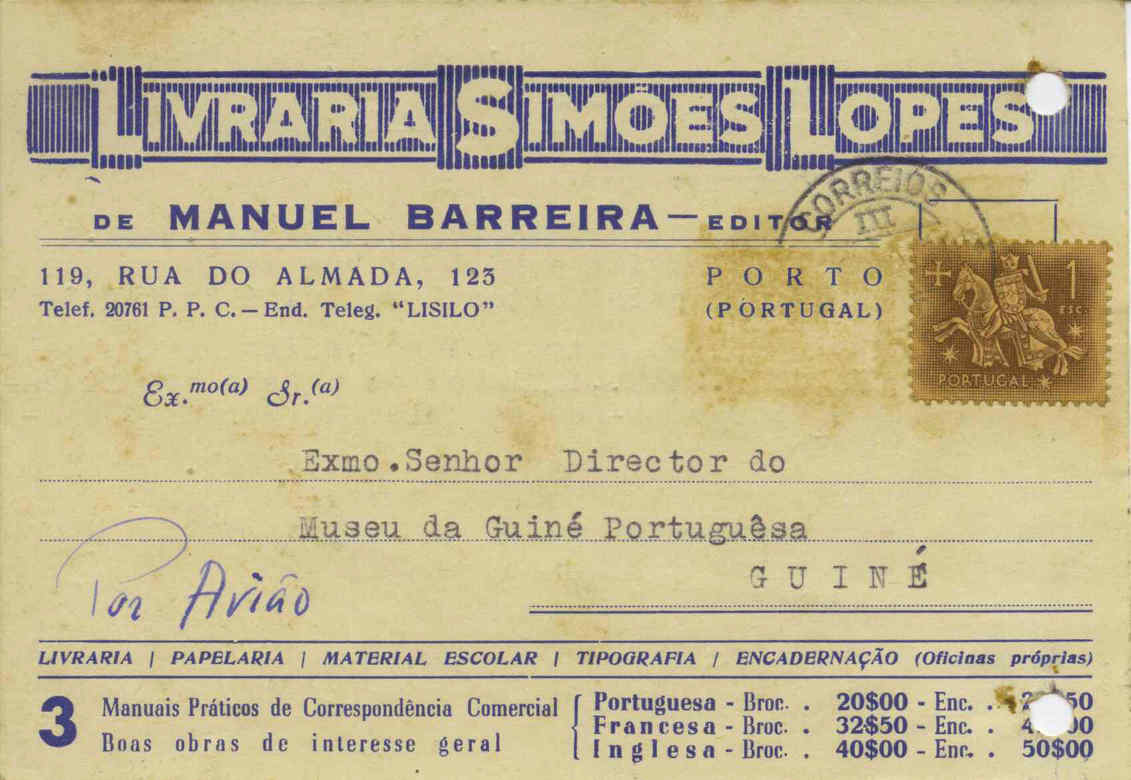 LIVRARIA SIMÕES LOPES
DE MANUEL BARREIRA — EDITOR
CORREIOS
III
119, RUA DO ALMADA, 123
PORTO
Telef. 20761 P. P. C. — End. Teleg. "LISILO"
(PORTUGAL)
1
ESC.
PORTUGAL
Ex.mo(a) Sr.(a)
Exmo.Senhor Director do
Museu da Guiné Portuguêsa
GUINÉ
Por Avião
LIVRARIA | PAPELARIA | MATERIAL ESCOLAR | TIPOGRAFIA | ENCADERNAÇÃO (Oficinas próprias)
3 Manuais Práticos de Correspondência Comercial
Boas obras de interesse geral
Portuguesa - Broc. . 20$00 - Enc. .
Francesa - Broc. . 32$50 - Enc. .
Inglesa - Broc. . 40$00 - Enc. . 50$00